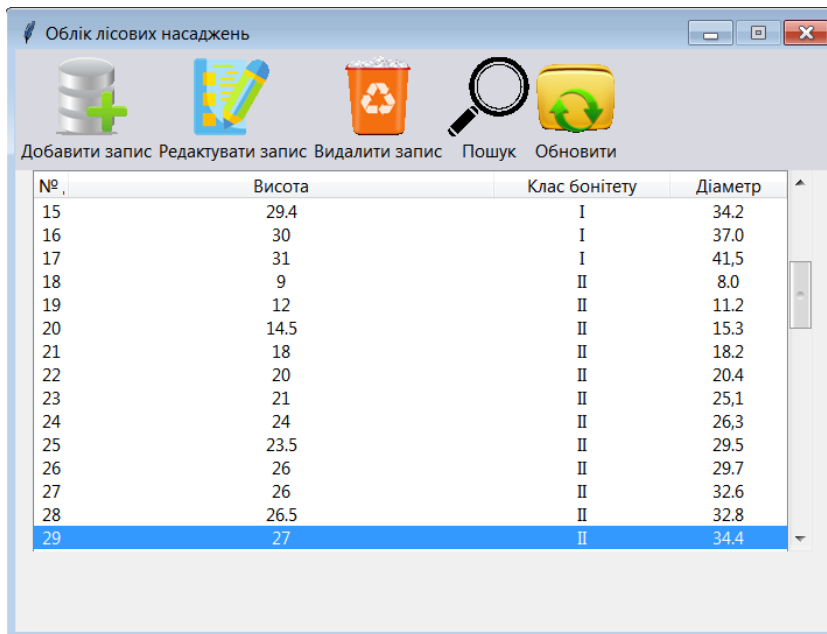 Облік лісових насаджень
Добавити запис Редактувати запис Видалити запис Пошук Обновити
№ Висота Клас бонітету Діаметр
15 29.4 I 34.2
16 30 I 37.0
17 31 I 41,5
18 9 II 8.0
19 12 II 11.2
20 14.5 II 15.3
21 18 II 18.2
22 20 II 20.4
23 21 II 25,1
24 24 II 26,3
25 23.5 II 29.5
26 26 II 29.7
27 26 II 32.6
28 26.5 II 32.8
29 27 II 34.4